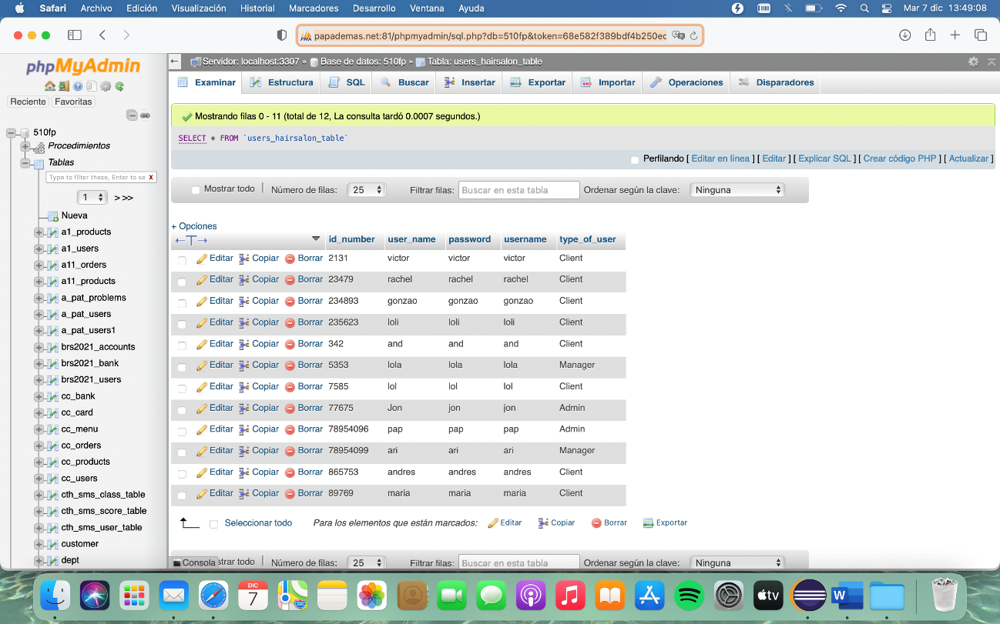 Safari Archivo Edición Visualización Historial Marcadores Desarrollo Ventana Ayuda Mar 7 dic 13:49:08
papademas.net:81/phpmyadmin/sql.php?db=510fp&token=68e582f389bdf4b250ec
phpMyAdmin
Reciente Favoritas
510fp
Procedimientos
Tablas
Type to filter these, Enter to se X
1 > >>
Nueva
a1_products
a1_users
a11_orders
a11_products
a_pat_problems
a_pat_users
a_pat_users1
brs2021_accounts
brs2021_bank
brs2021_users
cc_bank
cc_card
cc_menu
cc_orders
cc_products
cc_users
cth_sms_class_table
cth_sms_score_table
cth_sms_user_table
customer
dept
Servidor: localhost:3307 » Base de datos: 510fp » Tabla: users_hairsalon_table
Examinar Estructura SQL Buscar Insertar Exportar Importar Operaciones Disparadores
Mostrando filas 0 - 11 (total de 12, La consulta tardó 0.0007 segundos.)
SELECT * FROM `users_hairsalon_table`
Perfilando [ Editar en línea ] [ Editar ] [ Explicar SQL ] [ Crear código PHP ] [ Actualizar ]
Mostrar todo Número de filas: 25 Filtrar filas: Buscar en esta tabla Ordenar según la clave: Ninguna
+ Opciones
←T→ id_number user_name password username type_of_user
Editar Copiar Borrar 2131 victor victor victor Client
Editar Copiar Borrar 23479 rachel rachel rachel Client
Editar Copiar Borrar 234893 gonzao gonzao gonzao Client
Editar Copiar Borrar 235623 loli loli loli Client
Editar Copiar Borrar 342 and and and Client
Editar Copiar Borrar 5353 lola lola lola Manager
Editar Copiar Borrar 7585 lol lol lol Client
Editar Copiar Borrar 77675 Jon jon jon Admin
Editar Copiar Borrar 78954096 pap pap pap Admin
Editar Copiar Borrar 78954099 ari ari ari Manager
Editar Copiar Borrar 865753 andres andres andres Client
Editar Copiar Borrar 89769 maria maria maria Client
Seleccionar todo Para los elementos que están marcados: Editar Copiar Borrar Exportar
Consola strar todo Número de filas: 25 Filtrar filas: Buscar en esta tabla Ordenar según la clave: Ninguna
DIC
7
tv
W